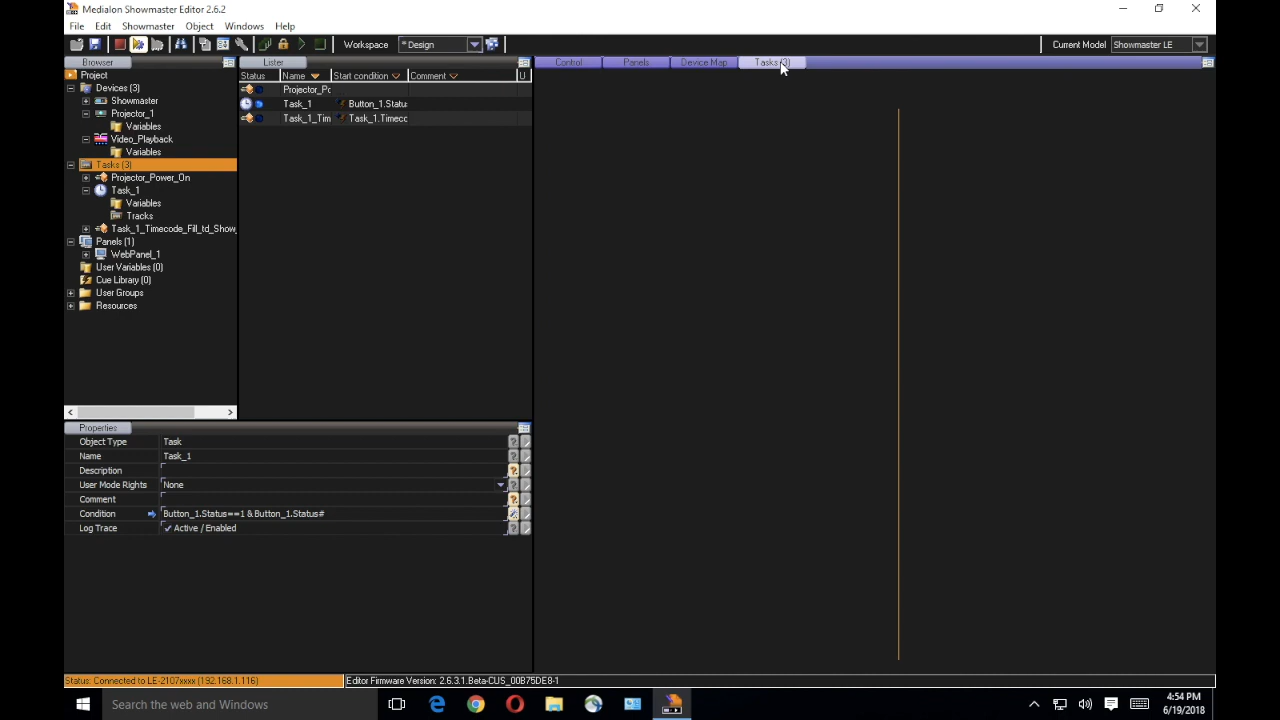 Medialon Showmaster Editor 2.6.2
File Edit Showmaster Object Windows Help
Workspace *Design Current Model Showmaster LE
Browser Lister Control Panels Device Map Tasks (3)
Project
Devices (3)
Showmaster
Projector_1
Variables
Video_Playback
Variables
Tasks (3)
Projector_Power_On
Task_1
Variables
Tracks
Task_1_Timecode_Fill_td_Show_
Panels (1)
WebPanel_1
User Variables (0)
Cue Library (0)
User Groups
Resources
Status Name Start condition Comment U
Projector_Pc
Task_1 Button_1.Statu:
Task_1_Tim Task_1.Timecc
Properties
Object Type Task
Name Task_1
Description
User Mode Rights None
Comment
Condition Button_1.Status==1 & Button_1.Status#
Log Trace Active / Enabled
Status: Connected to LE-2107xxxx (192.168.1.116) Editor Firmware Version: 2.6.3.1.Beta-CUS_00B75DE8-1
Search the web and Windows
4:54 PM
6/19/2018